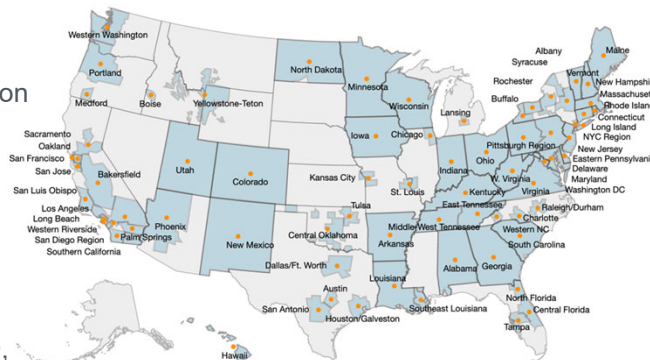 on
Western Washington
Portland
Medford
Boise
Yellowstone-Teton
North Dakota
Minnesota
Wisconsin
Lansing
Iowa
Chicago
Albany
Syracuse
Rochester
Buffalo
Maine
Vermont
New Hampshi
Massachuset
Rhode Islan
Connecticut
Long Island
NYC Region
New Jersey
Eastern Pennsylvani
Delaware
Maryland
Washington DC
Pittsburgh Region
Ohio
Indiana
W. Virginia
Virginia
Kentucky
East Tennessee
Middle/West Tennessee
Raleigh/Durham
Charlotte
Western NC
South Carolina
Sacramento
Oakland
San Francisco
San Jose
San Luis Obispo
Bakersfield
Los Angeles
Long Beach
Western Riverside
San Diego Region
Southern California
Palm Springs
Utah
Colorado
Phoenix
New Mexico
Kansas City
St. Louis
Tulsa
Central Oklahoma
Arkansas
Dallas/Ft. Worth
Austin
San Antonio
Houston/Galveston
Louisiana
Southeast Louisiana
Alabama
Georgia
North Florida
Central Florida
Tampa
Hawaii